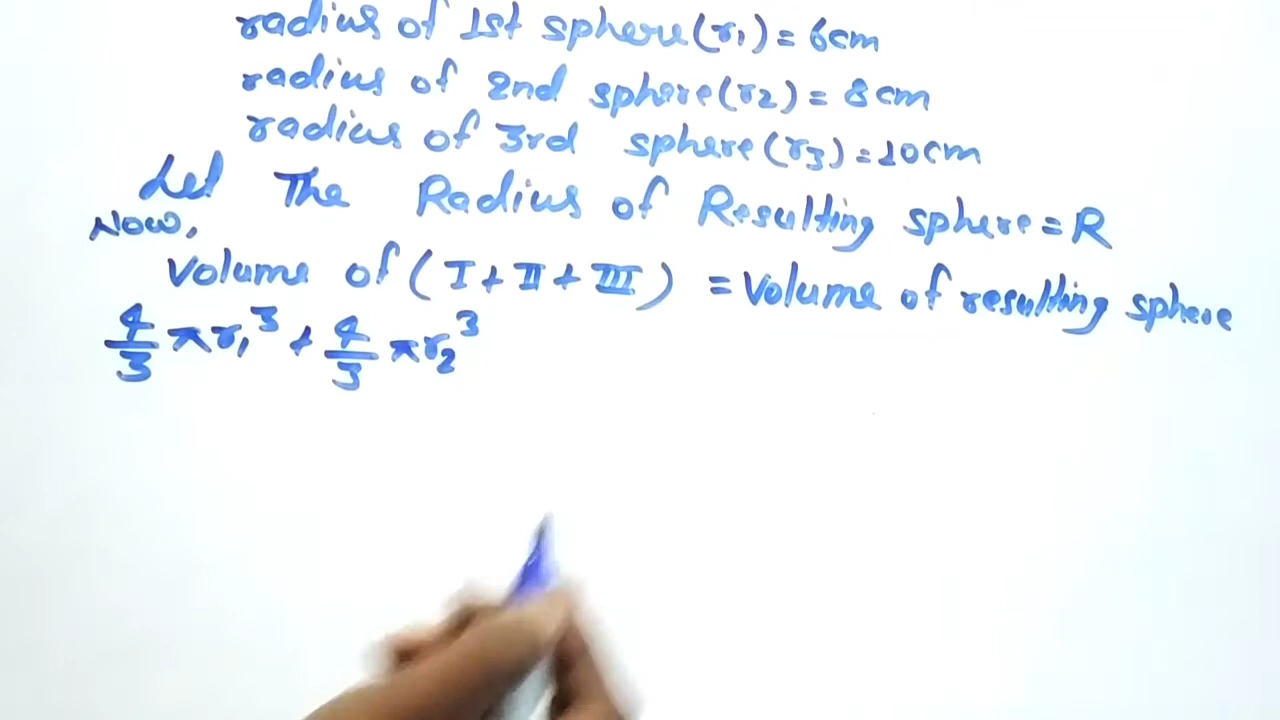 radius of 1st sphere(r₁) = 6cm
radius of 2nd sphere(r₂) = 8cm
radius of 3rd sphere(r₃) = 10cm
Let The Radius of Resulting sphere = R
Now,
Volume of (I + II + III) = Volume of resulting sphere
4/3 πr₁³ + 4/3 πr₂³